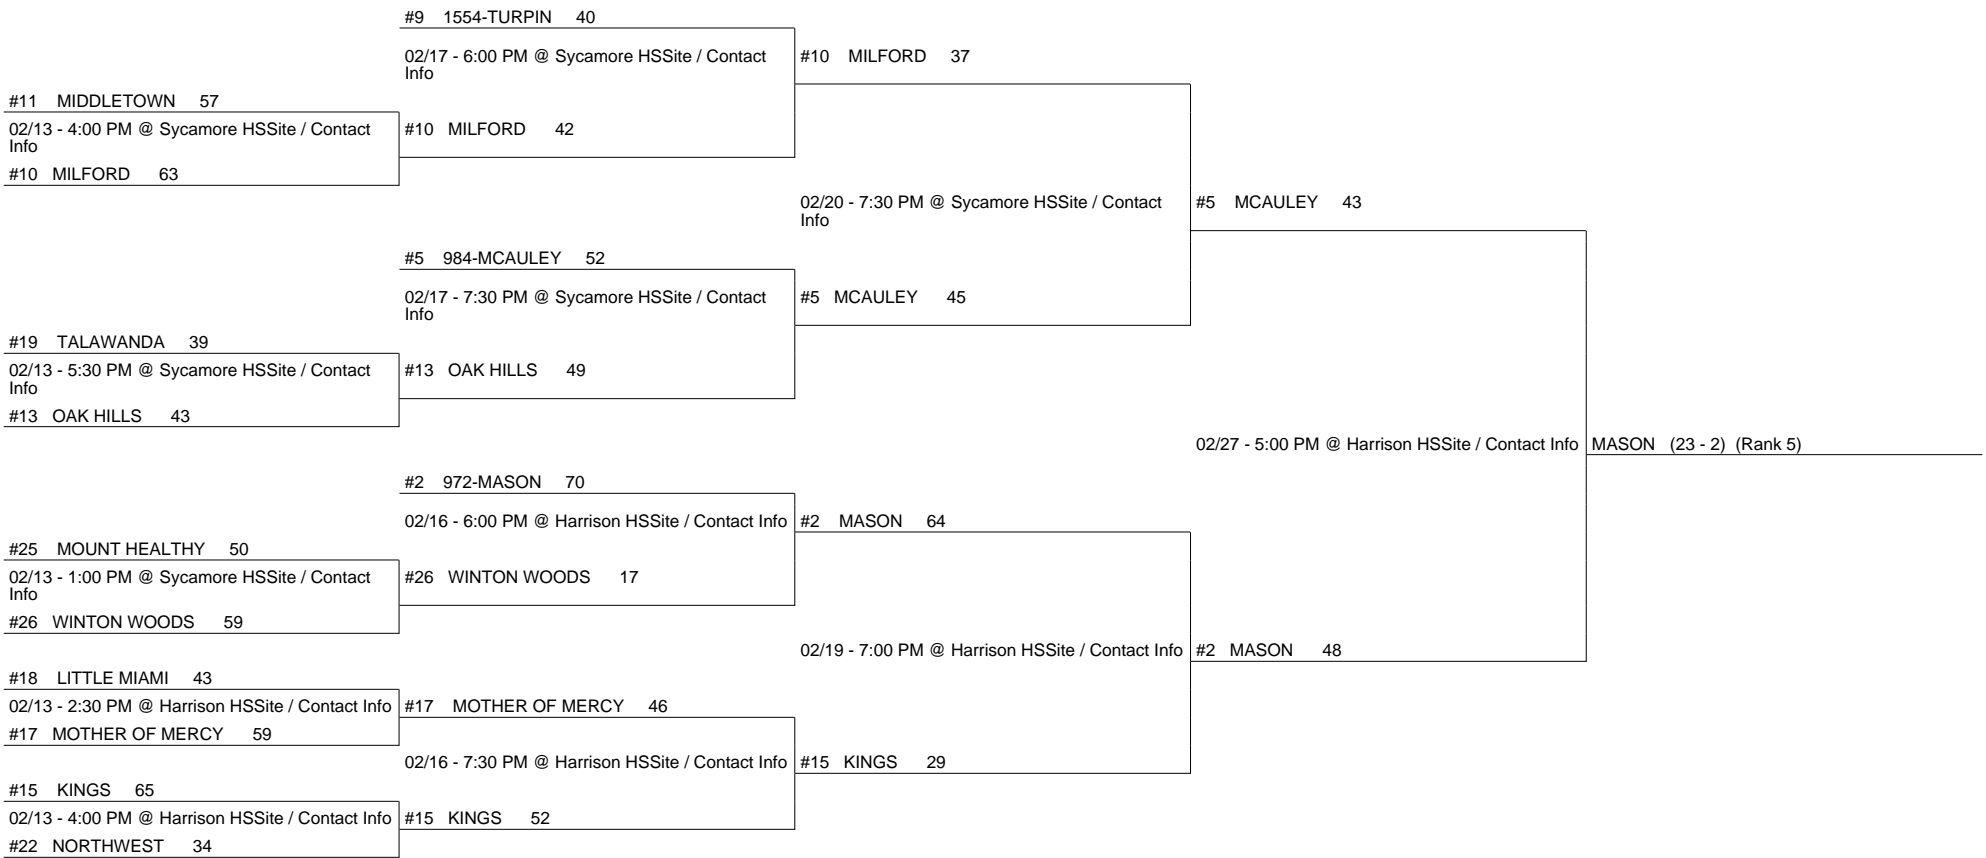 #9 1554-TURPIN 40
02/17 - 6:00 PM @ Sycamore HSSite / Contact
Info
#10 MILFORD 37
#11 MIDDLETOWN 57
02/13 - 4:00 PM @ Sycamore HSSite / Contact
Info
#10 MILFORD 42
#10 MILFORD 63
02/20 - 7:30 PM @ Sycamore HSSite / Contact
Info
#5 MCAULEY 43
#5 984-MCAULEY 52
02/17 - 7:30 PM @ Sycamore HSSite / Contact
Info
#5 MCAULEY 45
#19 TALAWANDA 39
02/13 - 5:30 PM @ Sycamore HSSite / Contact
Info
#13 OAK HILLS 49
#13 OAK HILLS 43
02/27 - 5:00 PM @ Harrison HSSite / Contact Info
MASON (23 - 2) (Rank 5)
#2 972-MASON 70
02/16 - 6:00 PM @ Harrison HSSite / Contact Info
#2 MASON 64
#25 MOUNT HEALTHY 50
02/13 - 1:00 PM @ Sycamore HSSite / Contact
Info
#26 WINTON WOODS 17
#26 WINTON WOODS 59
02/19 - 7:00 PM @ Harrison HSSite / Contact Info
#2 MASON 48
#18 LITTLE MIAMI 43
02/13 - 2:30 PM @ Harrison HSSite / Contact Info
#17 MOTHER OF MERCY 46
#17 MOTHER OF MERCY 59
02/16 - 7:30 PM @ Harrison HSSite / Contact Info
#15 KINGS 29
#15 KINGS 65
02/13 - 4:00 PM @ Harrison HSSite / Contact Info
#15 KINGS 52
#22 NORTHWEST 34